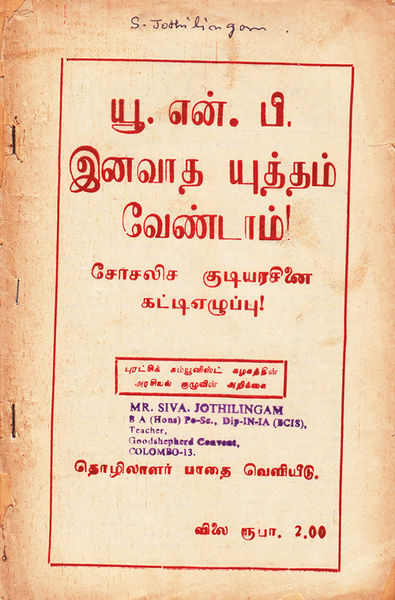 S. Jothilingam.
யூ. என். பி.
இனவாத யுத்தம்
வேண்டாம்!
சோசலிச குடியரசினை
கட்டிஎழுப்பு!
புரட்சிக் கம்யூனிஸ்ட் கழகத்தின்
அரசியல் குழுவின் அறிக்கை
MR. SIVA. JOTHILINGAM
B A (Hons) Po-Sc., Dip-IN-IA (BCIS),
Teacher,
Goodshepherd Convent,
COLOMBO-13.
தொழிலாளர் பாதை வெளியீடு.
விலை ரூபா. 2.00